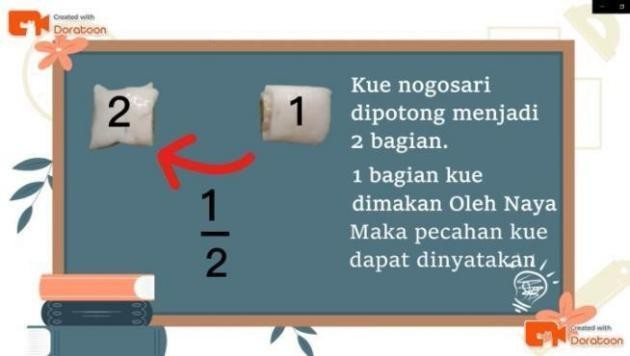 Created with
Doratoon
2
1
1
2
Kue nogosari
dipotong menjadi
2 bagian.
1 bagian kue
dimakan Oleh Naya
Maka pecahan kue
dapat dinyatakan
Created with
Doratoon